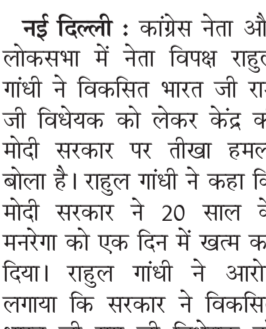 नई दिल्ली : कांग्रेस नेता औ
लोकसभा में नेता विपक्ष राहु
गांधी ने विकसित भारत जी रा
जी विधेयक को लेकर केंद्र क
मोदी सरकार पर तीखा हमल
बोला है। राहुल गांधी ने कहा कि
मोदी सरकार ने 20 साल के
मनरेगा को एक दिन में खत्म क
दिया। राहुल गांधी ने आरो
लगाया कि सरकार ने विकसि